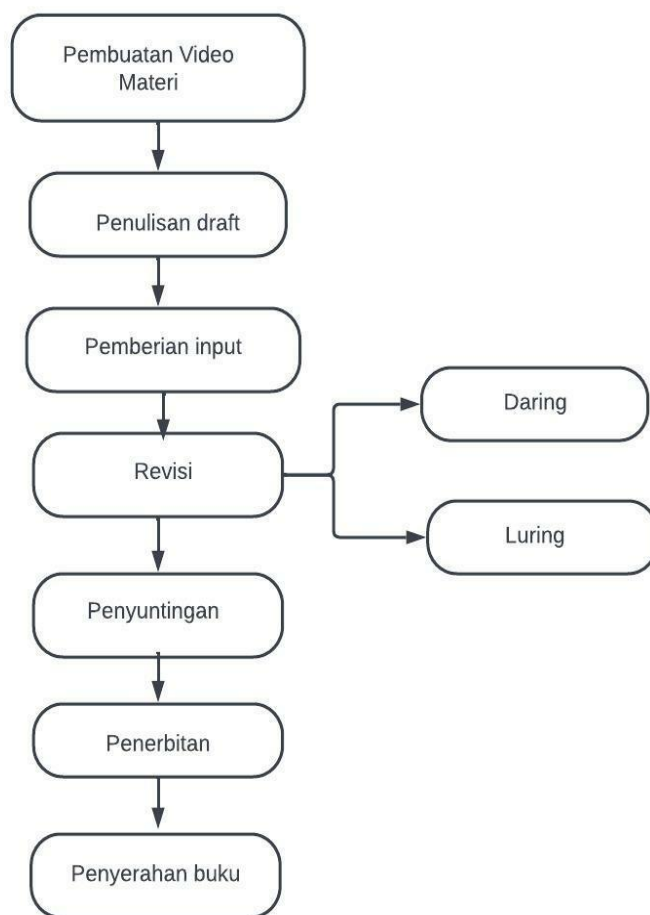 Pembuatan Video
Materi
Penulisan draft
Pemberian input
Revisi
Daring
Luring
Penyuntingan
Penerbitan
Penyerahan buku